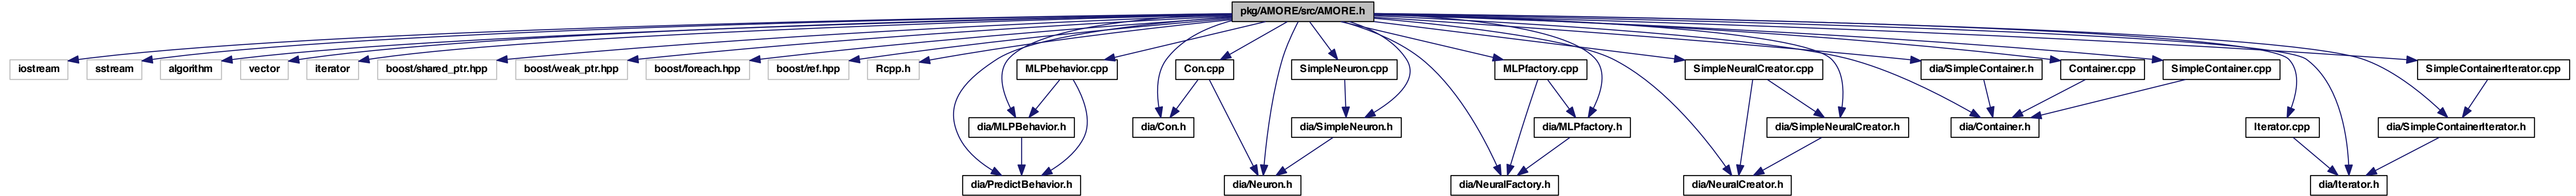 pkg/AMORE/src/AMORE.h
iostream
sstream
algorithm
vector
iterator
boost/shared_ptr.hpp
boost/weak_ptr.hpp
boost/foreach.hpp
boost/ref.hpp
Rcpp.h
MLPbehavior.cpp
Con.cpp
SimpleNeuron.cpp
MLPfactory.cpp
SimpleNeuralCreator.cpp
dia/SimpleContainer.h
Container.cpp
SimpleContainer.cpp
SimpleContainerIterator.cpp
dia/MLPBehavior.h
dia/Con.h
dia/SimpleNeuron.h
dia/MLPfactory.h
dia/SimpleNeuralCreator.h
dia/Container.h
Iterator.cpp
dia/SimpleContainerIterator.h
dia/PredictBehavior.h
dia/Neuron.h
dia/NeuralFactory.h
dia/NeuralCreator.h
dia/Iterator.h